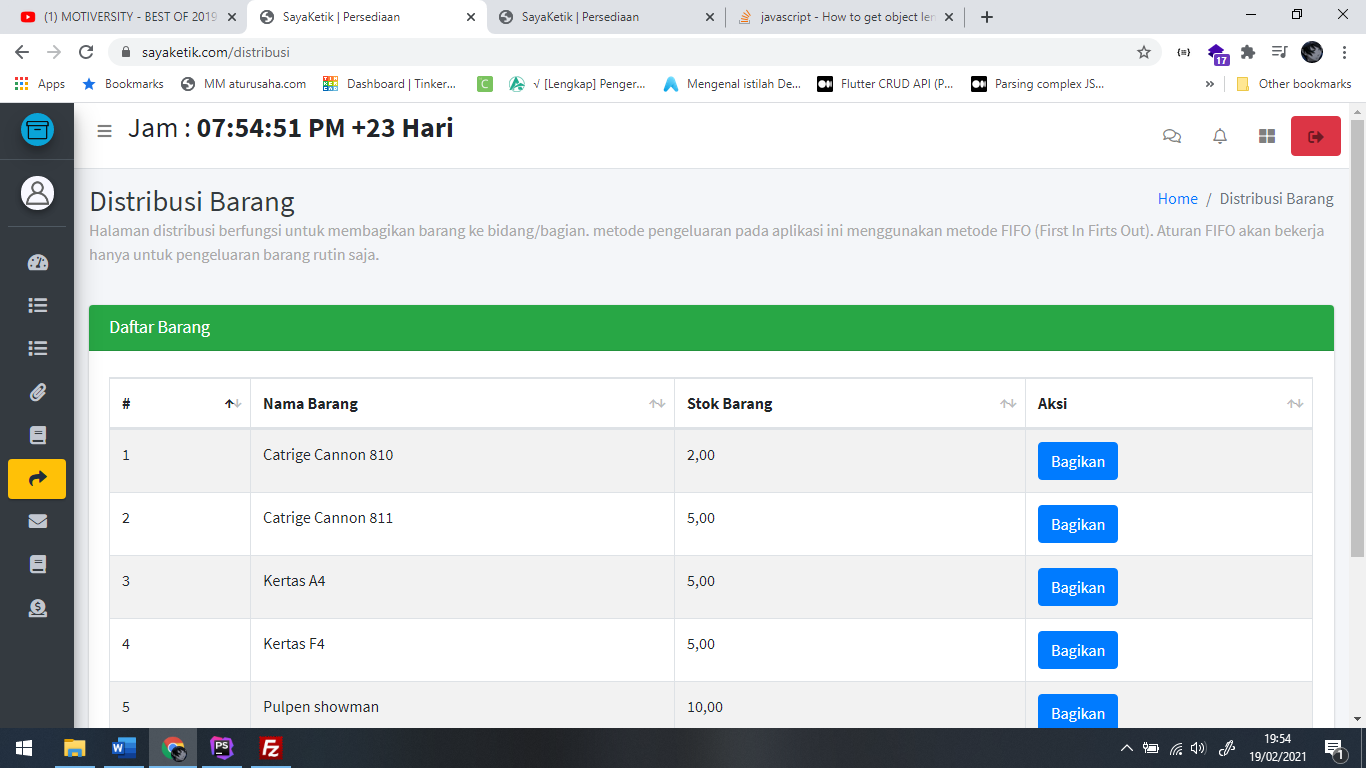 (1) MOTIVERSITY - BEST OF 2019
SayaKetik | Persediaan
SayaKetik | Persediaan
javascript - How to get object len
sayaketik.com/distribusi
17
Apps
Bookmarks
MM aturusaha.com
Dashboard | Tinker...
C
√ [Lengkap] Penger...
Mengenal istilah De...
Flutter CRUD API (P...
Parsing complex JS...
»
Other bookmarks
Jam : 07:54:51 PM +23 Hari
Distribusi Barang
Home / Distribusi Barang
Halaman distribusi berfungsi untuk membagikan barang ke bidang/bagian. metode pengeluaran pada aplikasi ini menggunakan metode FIFO (First In Firts Out). Aturan FIFO akan bekerja
hanya untuk pengeluaran barang rutin saja.
Daftar Barang
# Nama Barang Stok Barang Aksi
1 Catrige Cannon 810 2,00 Bagikan
2 Catrige Cannon 811 5,00 Bagikan
3 Kertas A4 5,00 Bagikan
4 Kertas F4 5,00 Bagikan
5 Pulpen showman 10,00 Bagikan
W
PS
FZ
19:54
19/02/2021
1